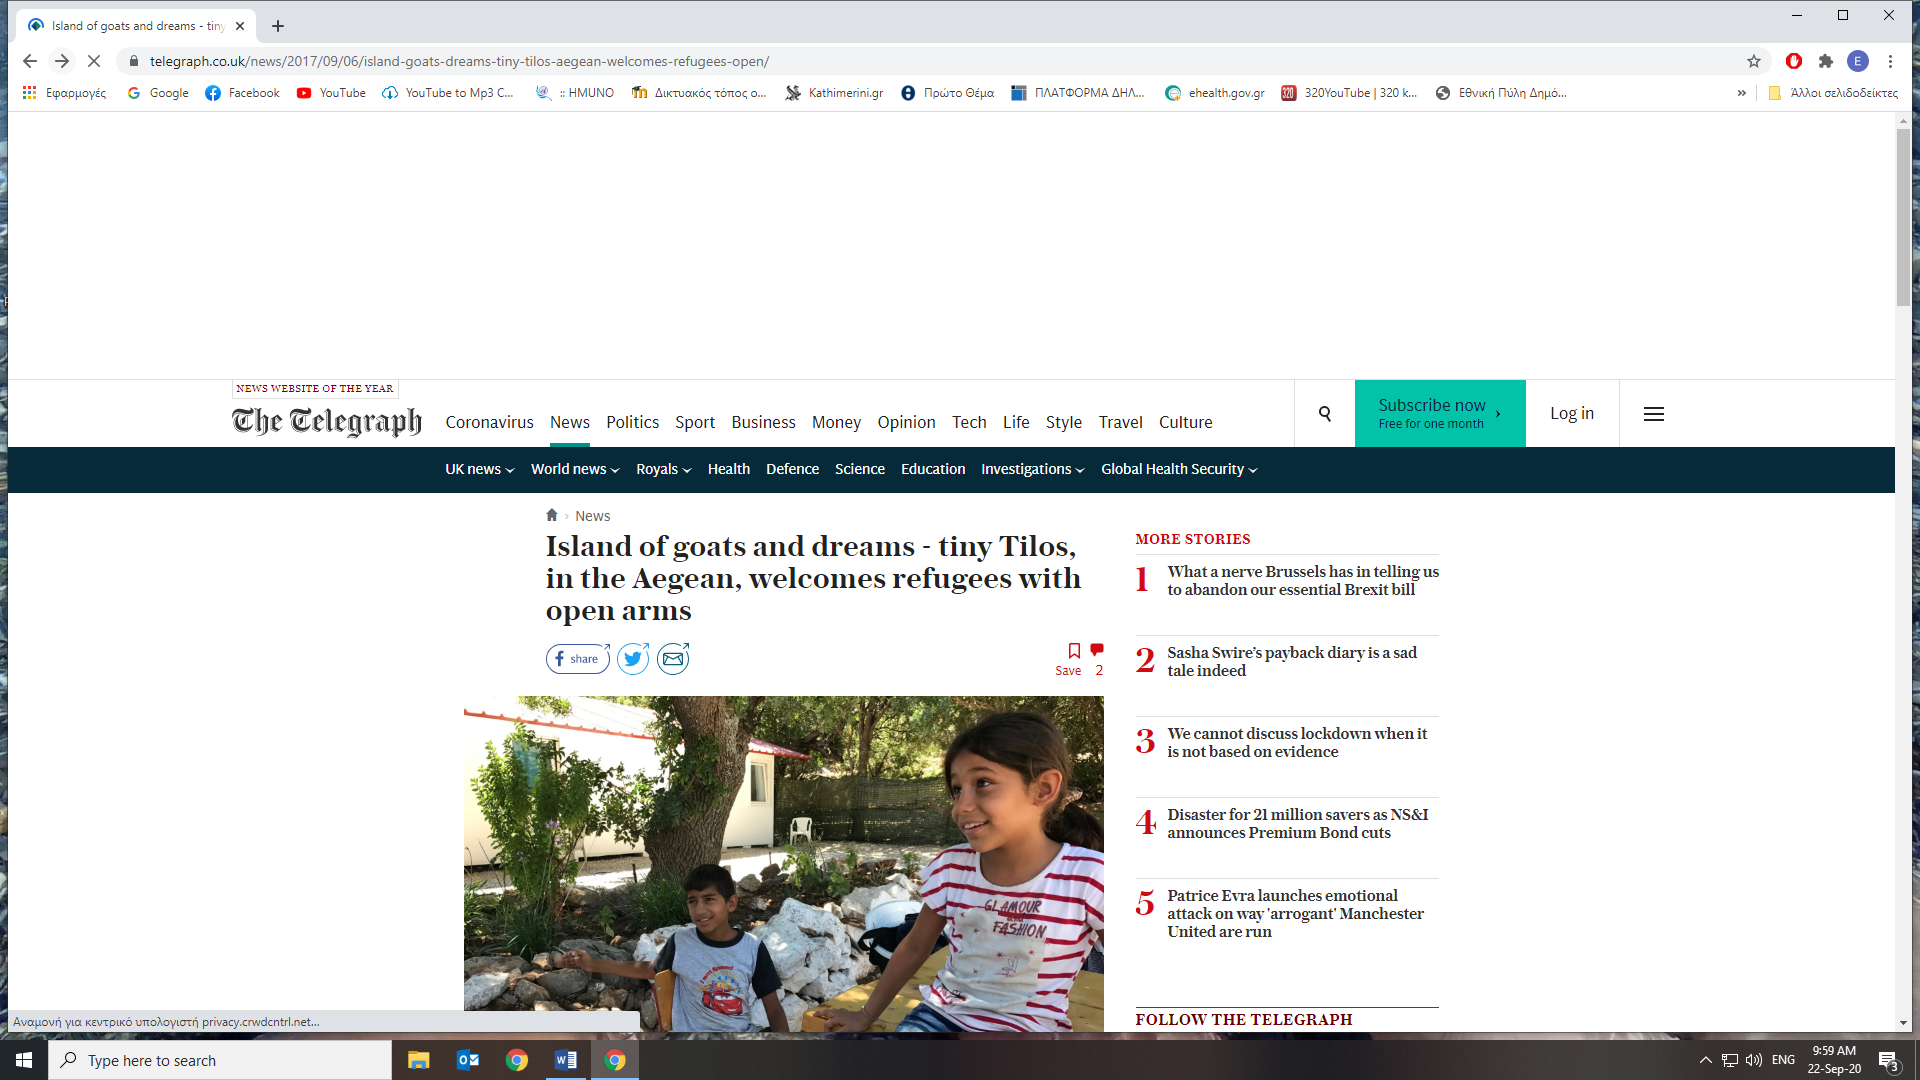 Island of goats and dreams - tiny
telegraph.co.uk/news/2017/09/06/island-goats-dreams-tiny-tilos-aegean-welcomes-refugees-open/
E
Εφαρμογές Google Facebook YouTube YouTube to Mp3 C... :: HMUNO Δικτυακός τόπος ο... Kathimerini.gr Πρώτο Θέμα ΠΛΑΤΦΟΡΜΑ ΔΗΛ... ehealth.gov.gr 320YouTube | 320 k... Εθνική Πύλη Δημό... » Άλλοι σελιδοδείκτες
NEWS WEBSITE OF THE YEAR
The Telegraph
Coronavirus News Politics Sport Business Money Opinion Tech Life Style Travel Culture
Subscribe now
Free for one month
Log in
UK news World news Royals Health Defence Science Education Investigations Global Health Security
News
Island of goats and dreams - tiny Tilos,
in the Aegean, welcomes refugees with
open arms
share
Save 2
GLAMOUR
FASHION
MORE STORIES
1 What a nerve Brussels has in telling us
to abandon our essential Brexit bill
2 Sasha Swire's payback diary is a sad
tale indeed
3 We cannot discuss lockdown when it
is not based on evidence
4 Disaster for 21 million savers as NS&I
announces Premium Bond cuts
5 Patrice Evra launches emotional
attack on way 'arrogant' Manchester
United are run
FOLLOW THE TELEGRAPH
Αναμονή για κεντρικό υπολογιστή privacy.crwdcntrl.net...
Type here to search
ENG
9:59 AM
22-Sep-20
3